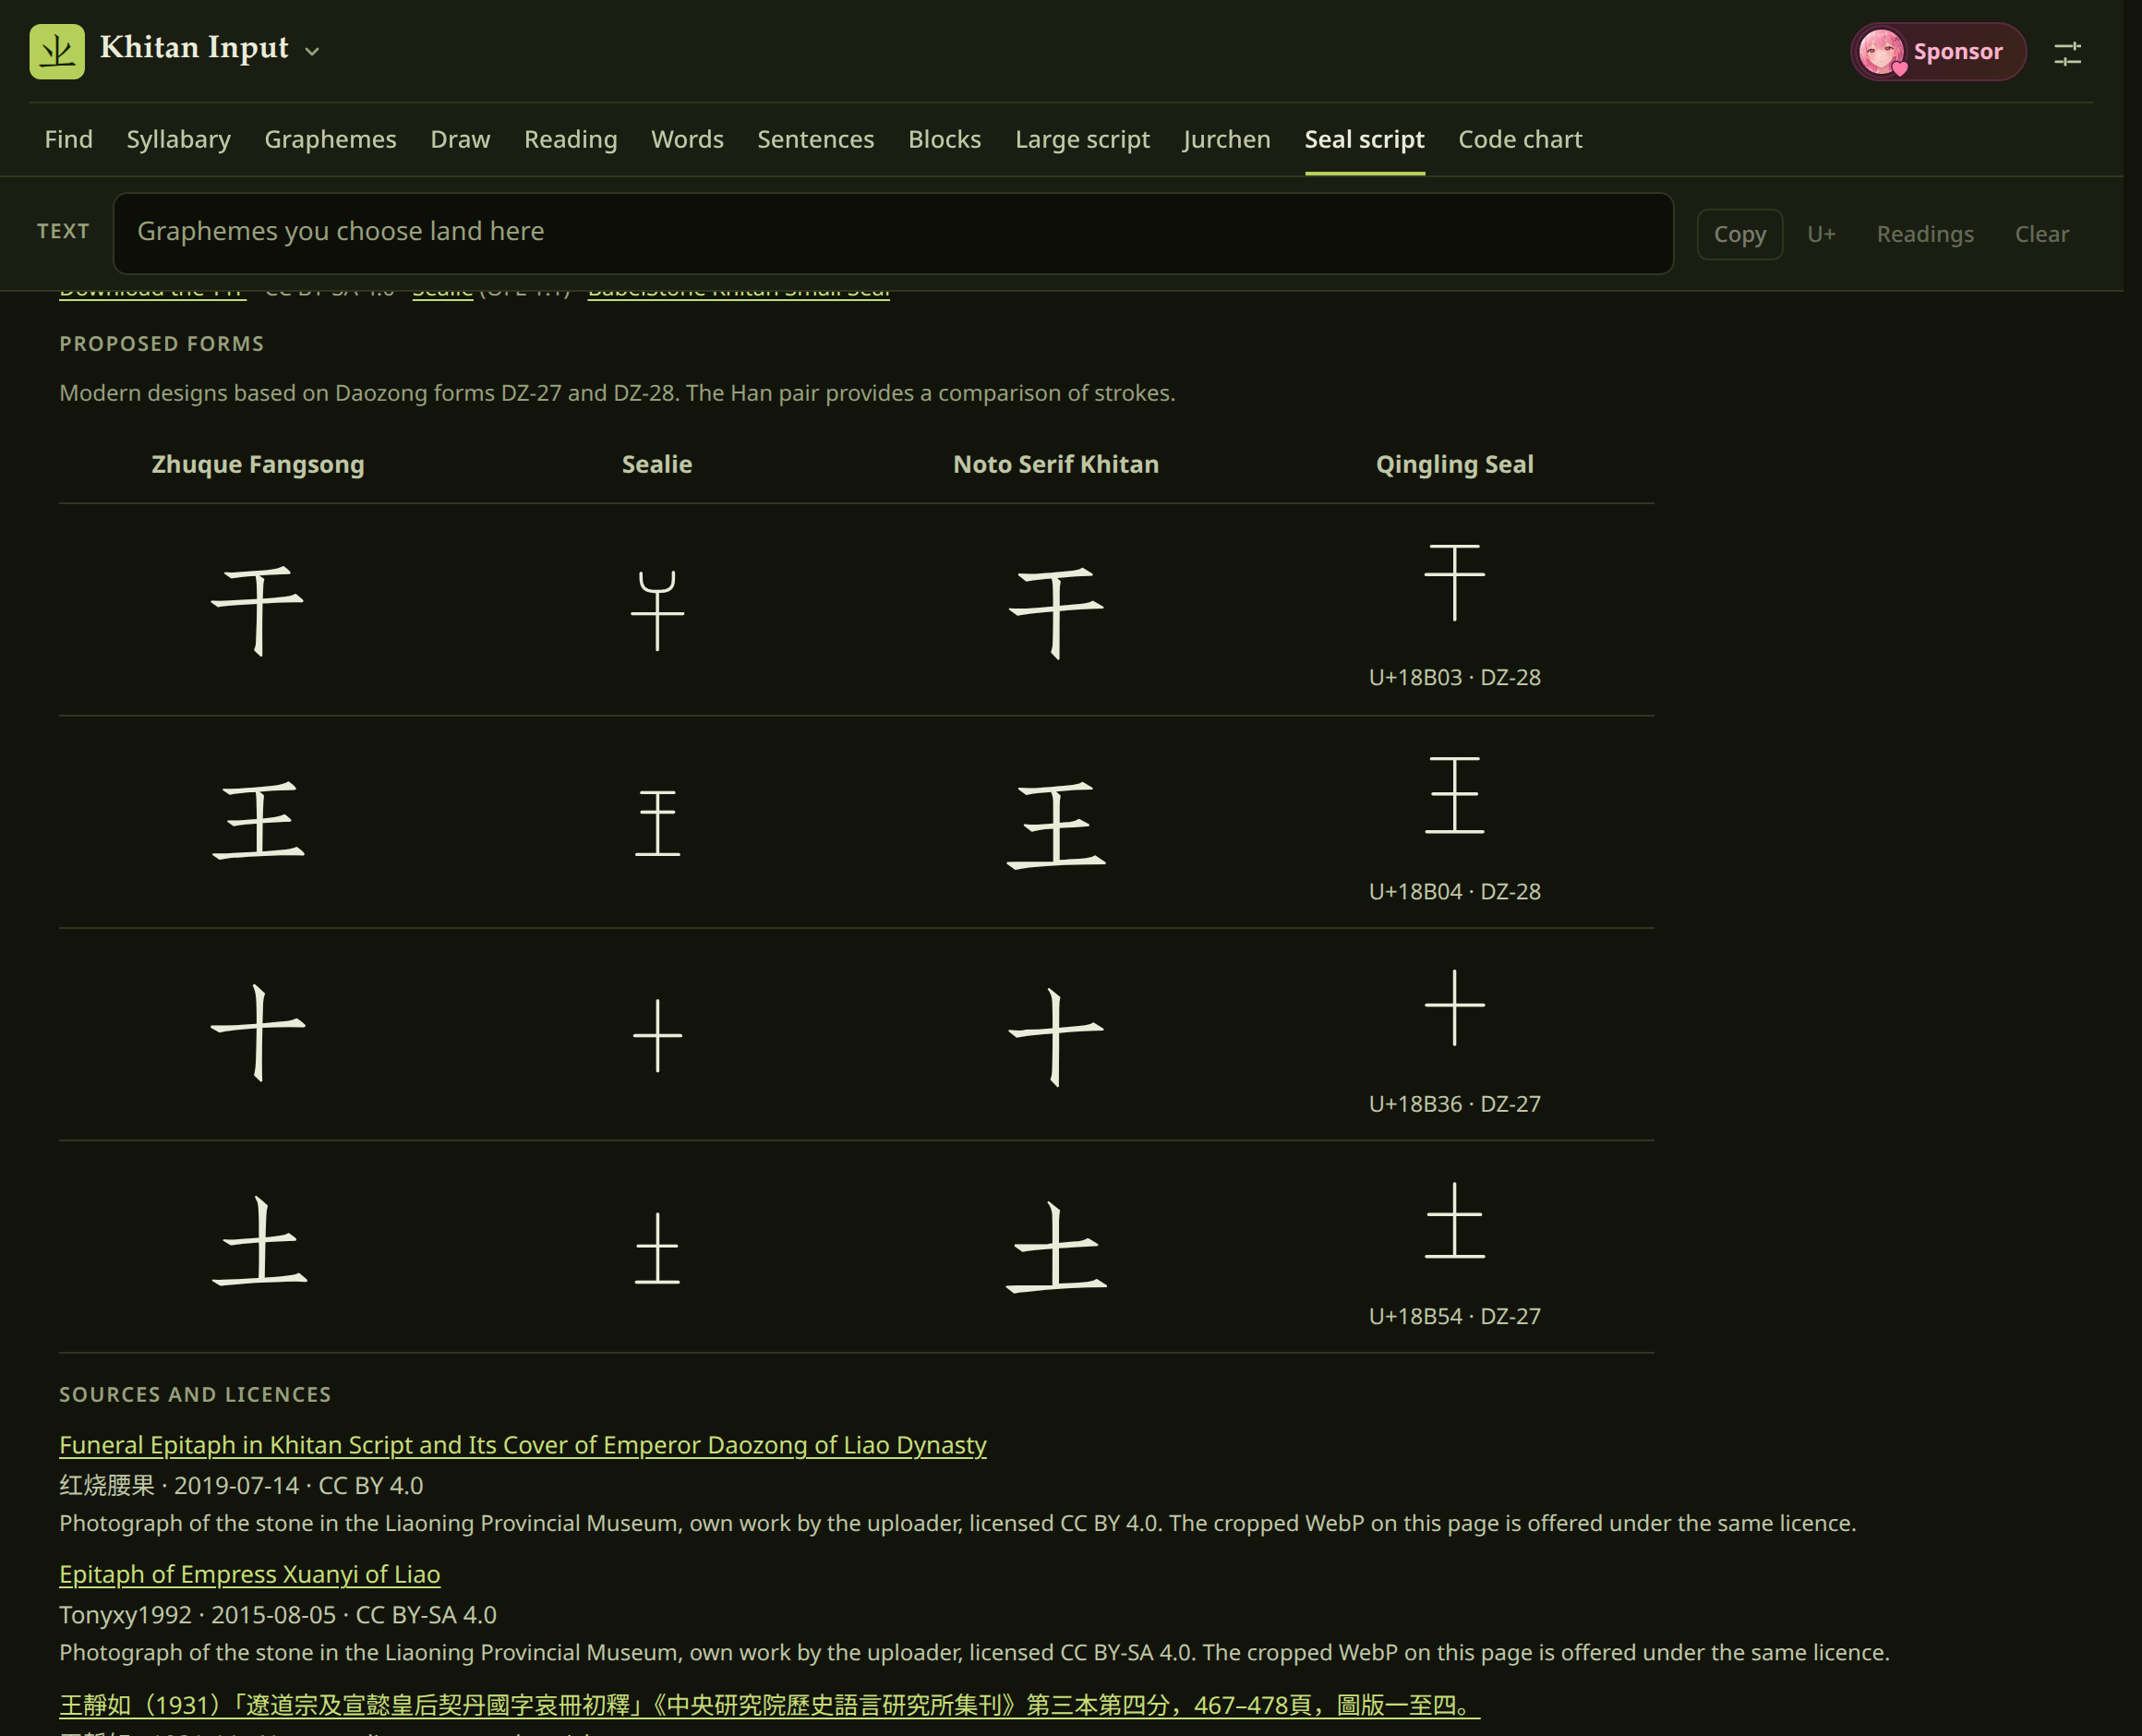 Khitan Input
Sponsor
Find Syllabary Graphemes Draw Reading Words Sentences Blocks Large script Jurchen Seal script Code chart
TEXT Graphemes you choose land here Copy U+ Readings Clear
PROPOSED FORMS
Modern designs based on Daozong forms DZ-27 and DZ-28. The Han pair provides a comparison of strokes.
Zhuque Fangsong Sealie Noto Serif Khitan Qingling Seal
干
U+18B03 · DZ-28
王
U+18B04 · DZ-28
十
U+18B36 · DZ-27
土
U+18B54 · DZ-27
SOURCES AND LICENCES
Funeral Epitaph in Khitan Script and Its Cover of Emperor Daozong of Liao Dynasty
红烧腰果 · 2019-07-14 · CC BY 4.0
Photograph of the stone in the Liaoning Provincial Museum, own work by the uploader, licensed CC BY 4.0. The cropped WebP on this page is offered under the same licence.
Epitaph of Empress Xuanyi of Liao
Tonyxy1992 · 2015-08-05 · CC BY-SA 4.0
Photograph of the stone in the Liaoning Provincial Museum, own work by the uploader, licensed CC BY-SA 4.0. The cropped WebP on this page is offered under the same licence.
王靜如（1931）「遼道宗及宣懿皇后契丹國字哀冊初釋」《中央研究院歷史語言研究所集刊》第三本第四分，467–478頁，圖版一至四。